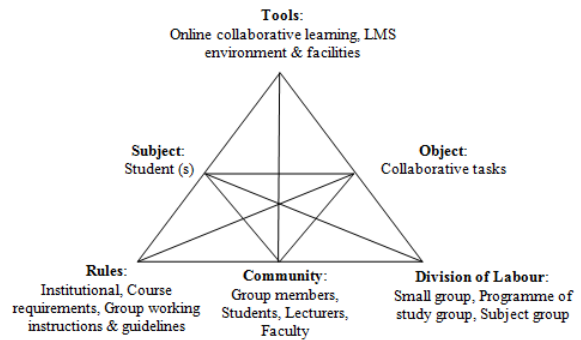 Tools:
Online collaborative learning, LMS
environment & facilities
Subject:
Student (s)
Object:
Collaborative tasks
Rules:
Institutional, Course
requirements, Group working
instructions & guidelines
Community:
Group members,
Students, Lecturers,
Faculty
Division of Labour:
Small group, Programme of
study group, Subject group